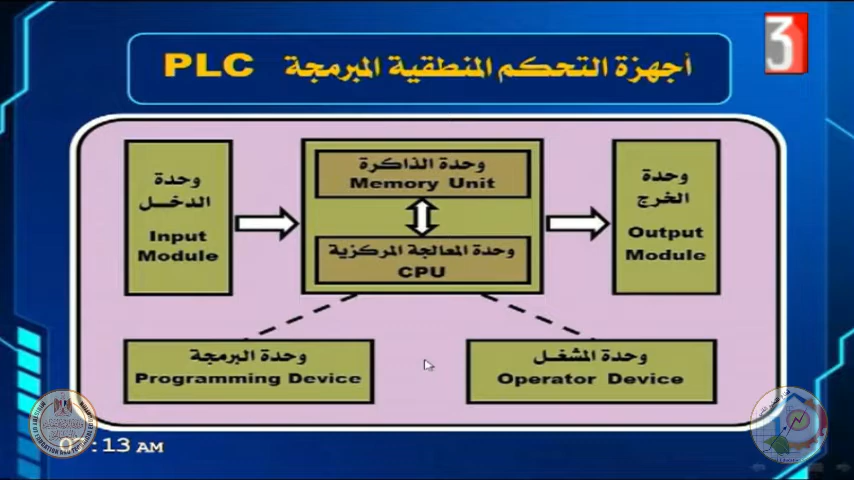 3
أجهزة التحكم المنطقية المبرمجة PLC
وحدة
الدخل
Input
Module
وحدة الذاكرة
Memory Unit
وحدة المعالجة المركزية
CPU
وحدة
الخرج
Output
Module
وحدة البرمجة
Programming Device
وحدة المشغل
Operator Device
:13 AM